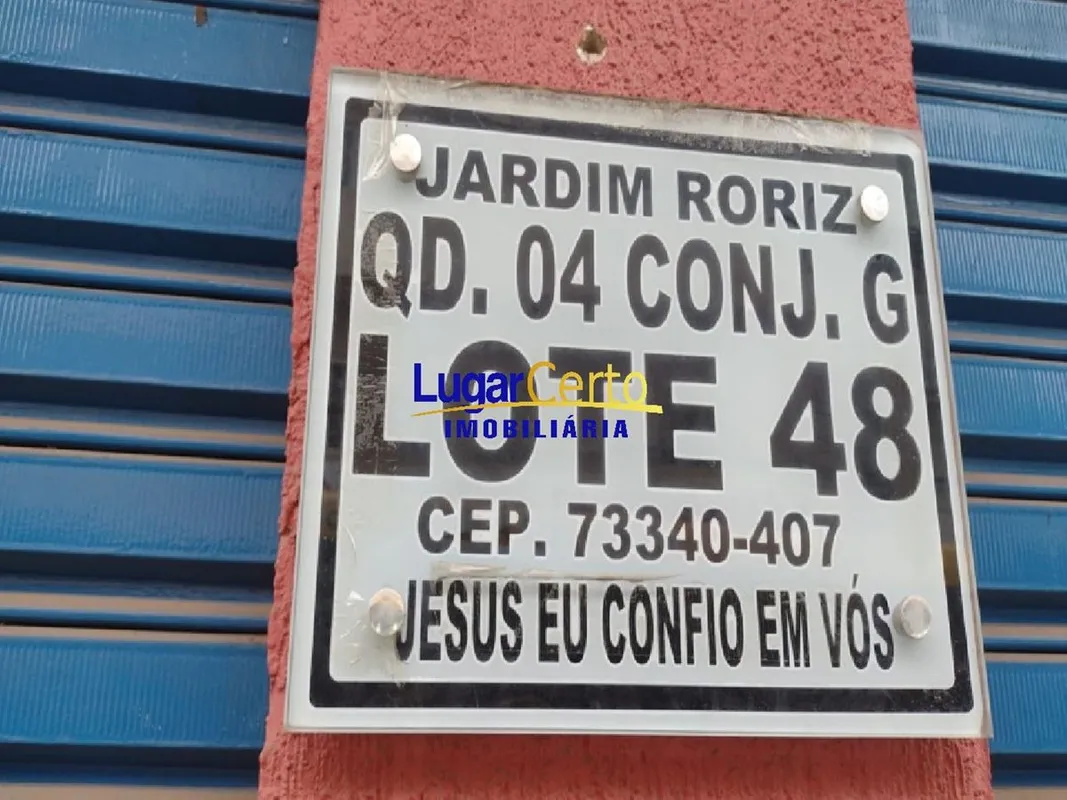 JARDIM RORIZ
QD. 04 CONJ. G
LOTE 48
LugarCerto
IMOBILIÁRIA
CEP. 73340-407
JESUS EU CONFIO EM VÓS